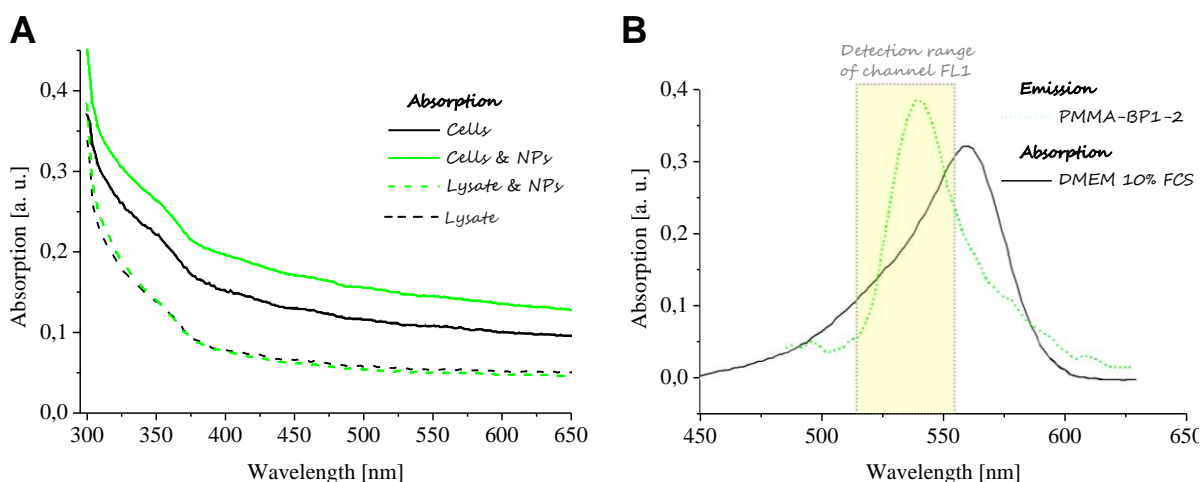 A
Absorption [a. u.]
0,4
0,3
0,2
0,1
0,0
Absorption
Cells
Cells & NPs
Lysate & NPs
Lysate
300 350 400 450 500 550 600 650
Wavelength [nm]
B
Detection range
of channel FL1
Absorption [a. u.]
0,4
0,3
0,2
0,1
0,0
Emission
PMMA-BP1-2
Absorption
DMEM 10% FCS
450 500 550 600 650
Wavelength [nm]